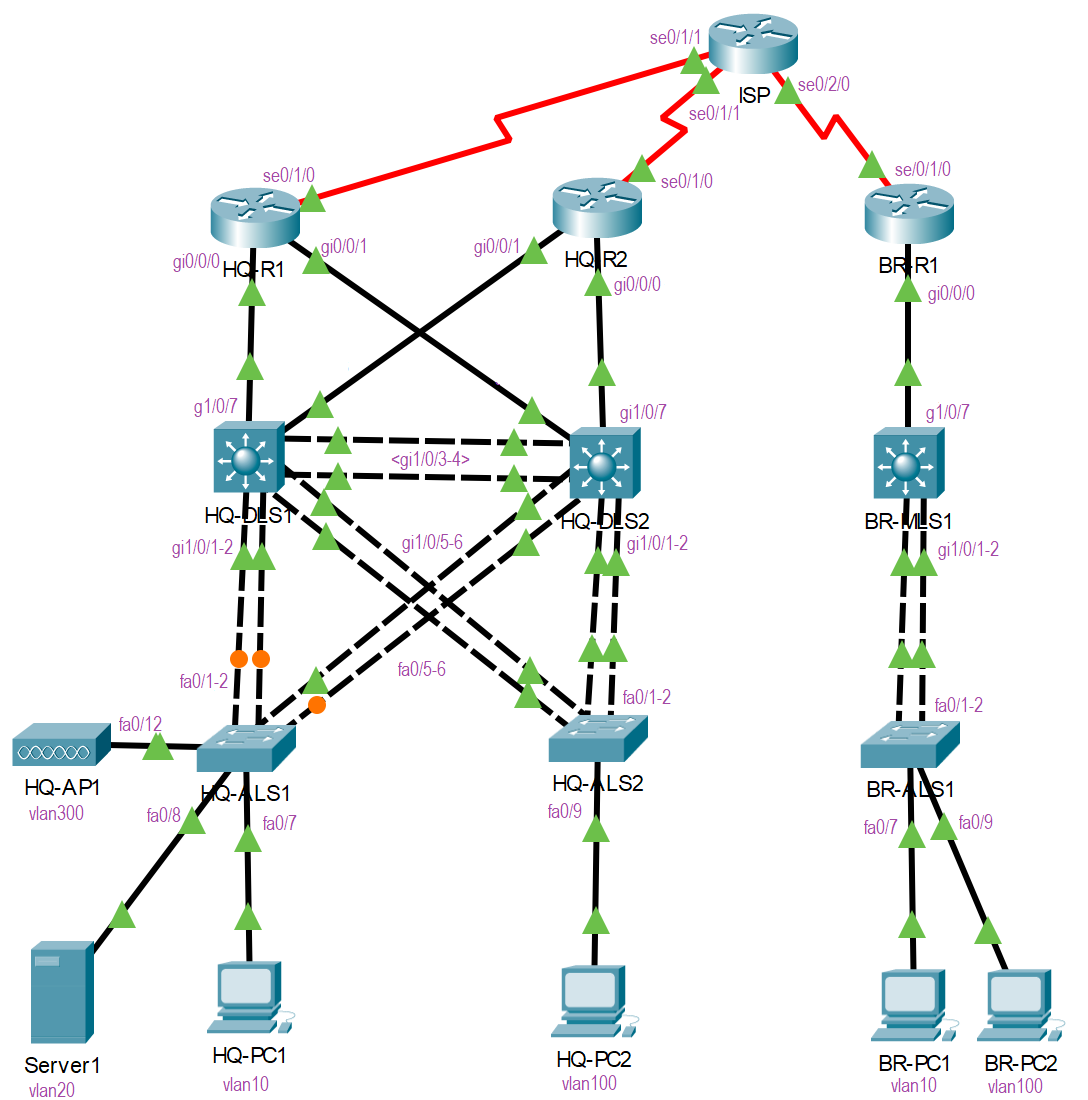 se0/1/1
ISP
se0/2/0
se0/1/1
se0/1/0
se0/1/0
se/0/1/0
gi0/0/0
HQ-R1
gi0/0/1
gi0/0/1
HQ-R2
gi0/0/0
BR-R1
gi0/0/0
g1/0/7
gi1/0/7
g1/0/7
<gi1/0/3-4>
HQ-DLS1
HQ-DLS2
BR-MLS1
gi1/0/1-2
gi1/0/5-6
gi1/0/1-2
gi1/0/1-2
fa0/1-2
fa0/5-6
fa0/1-2
fa0/1-2
fa0/12
HQ-AP1
vlan300
HQ-ALS1
HQ-ALS2
BR-ALS1
fa0/8
fa0/7
fa0/9
fa0/7
fa0/9
Server1
vlan20
HQ-PC1
vlan10
HQ-PC2
vlan100
BR-PC1
vlan10
BR-PC2
vlan100